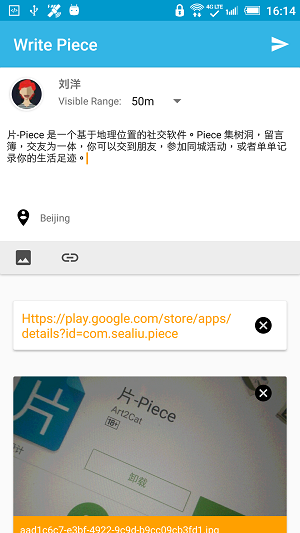 16:14
Write Piece
刘洋
Visible Range: 50m
片-Piece 是一个基于地理位置的社交软件。Piece 集树洞，留言
簿，交友为一体，你可以交到朋友，参加同城活动，或者单单记
录你的生活足迹。
Beijing
Https://play.google.com/store/apps/
details?id=com.sealiu.piece
片
片-Piece
Art2Cat
18+
卸载
aad1c6c7-e3bf-4922-9c9d-b9cc09cb3fd1.jpg